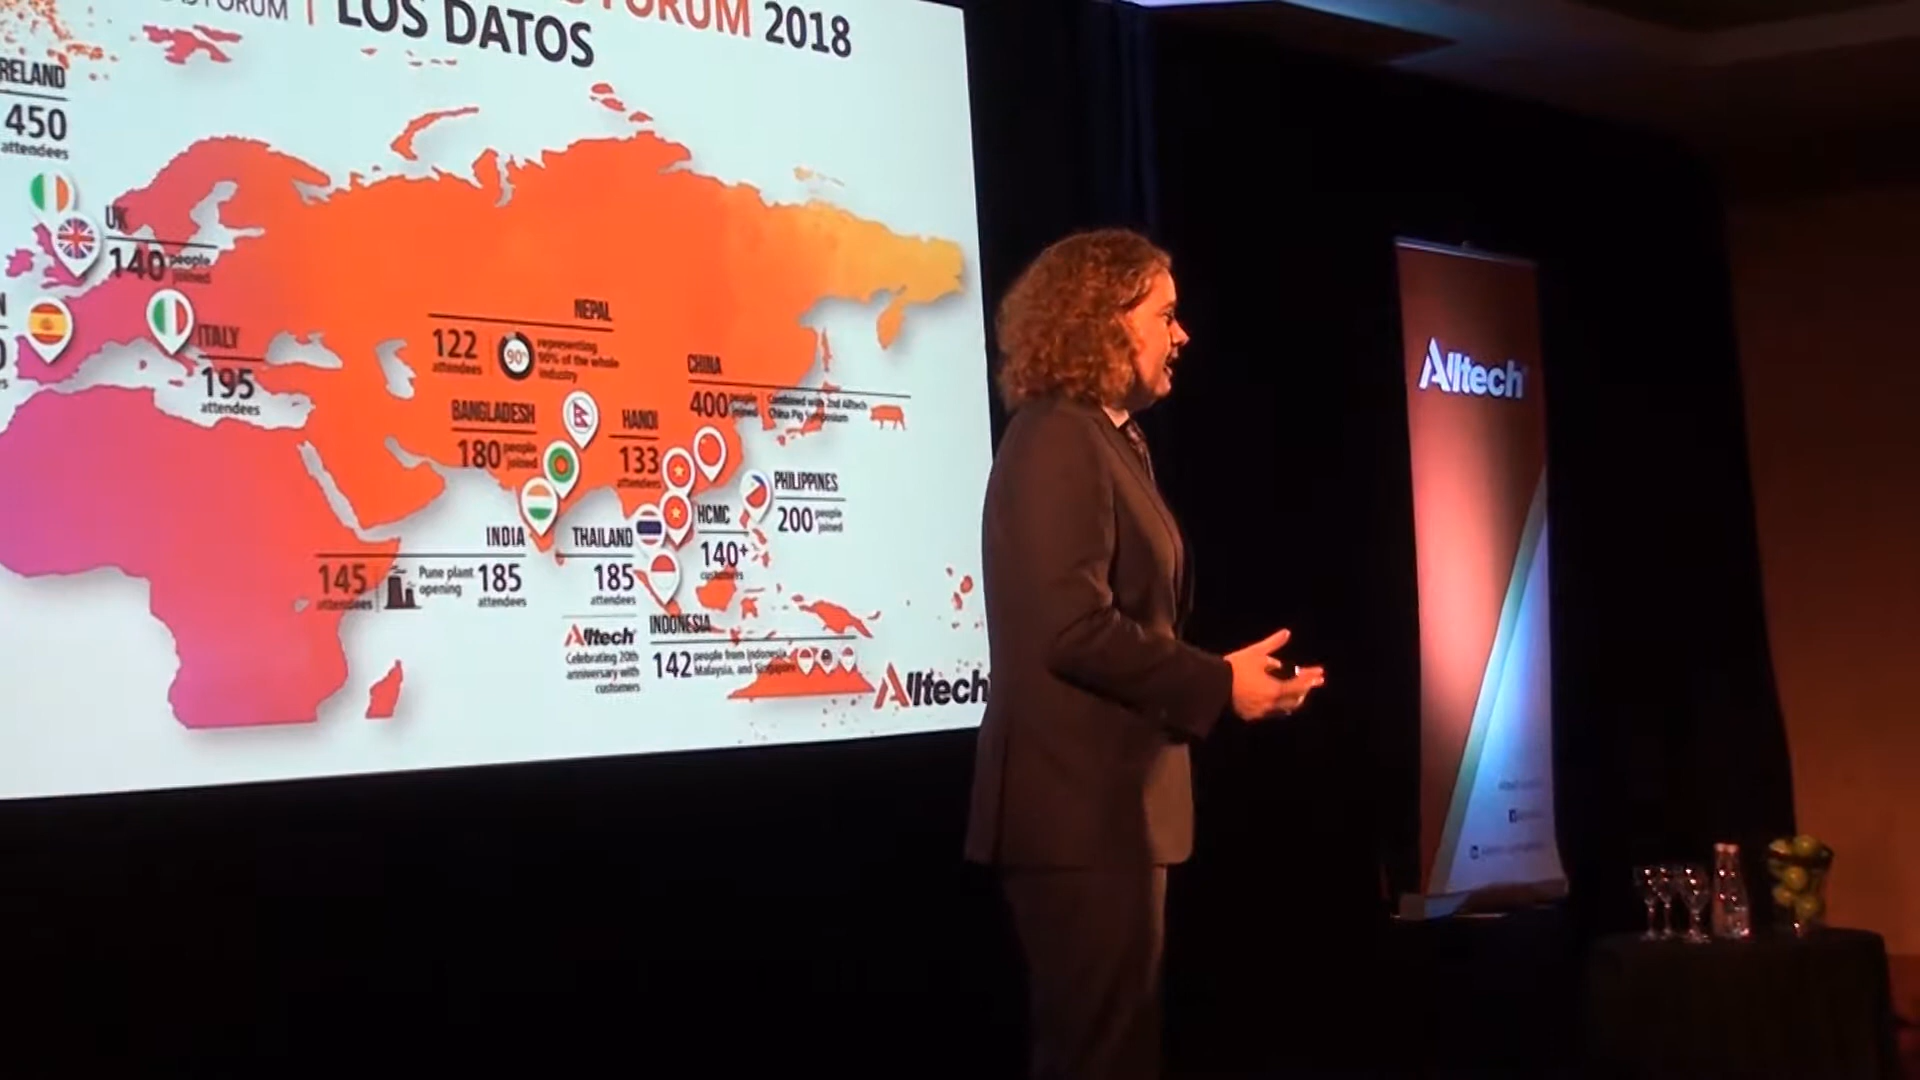 FORUM 2018
FORUM | LOS DATOS
RELAND
450
attendees
UK
140 people joined
ITALY
195
attendees
NEPAL
122
attendees
90%
representing
90% of the whole
industry
CHINA
400 people joined
Combined with 2nd Alltech
China Pig Symposium
BANGLADESH
180 people joined
HANOI
133
attendees
PHILIPPINES
200 people joined
INDIA
145
attendees
Pune plant
opening
185
attendees
THAILAND
185
attendees
Alltech
Celebrating 20th
anniversary with
customers
HCMC
140+
customers
INDONESIA
142 people from Indonesia,
Malaysia, and Singapore
Alltech
Alltech